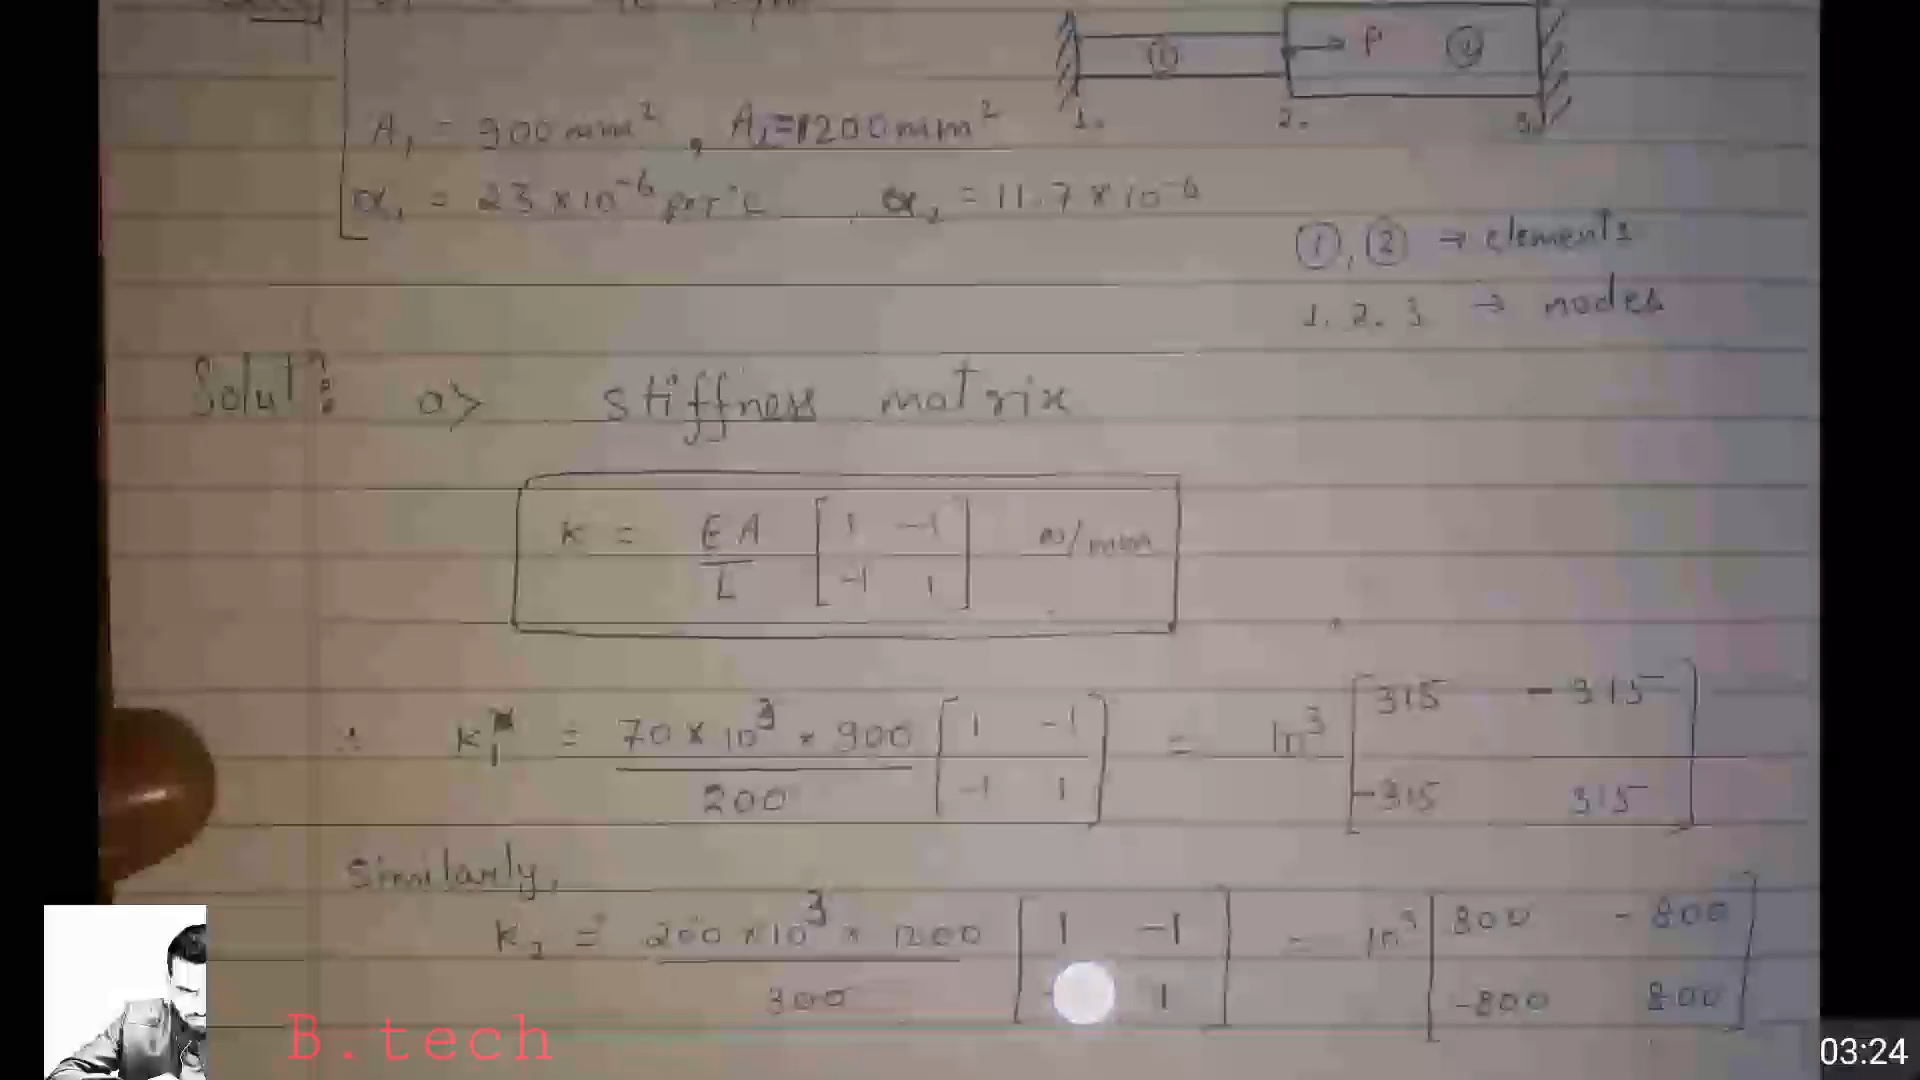 P
① ②
1. 2. 3.
A₁ = 900 mm² , A₂ = 1200 mm²
α₁ = 23 × 10⁻⁶ per °C , α₂ = 11.7 × 10⁻⁶
①, ② → elements
1. 2. 3 → nodes
Solutⁿ: a> stiffness matrix
K = EA/L [1 -1; -1 1] N/mm
∴ K₁ = 70 × 10³ × 900 / 200 [1 -1; -1 1] = 10³ [315 -315; -315 315]
Similarly,
K₂ = 200 × 10³ × 1200 / 300 [1 -1; 1] = 10³ [800 -800; -800 800]
B.tech
03:24